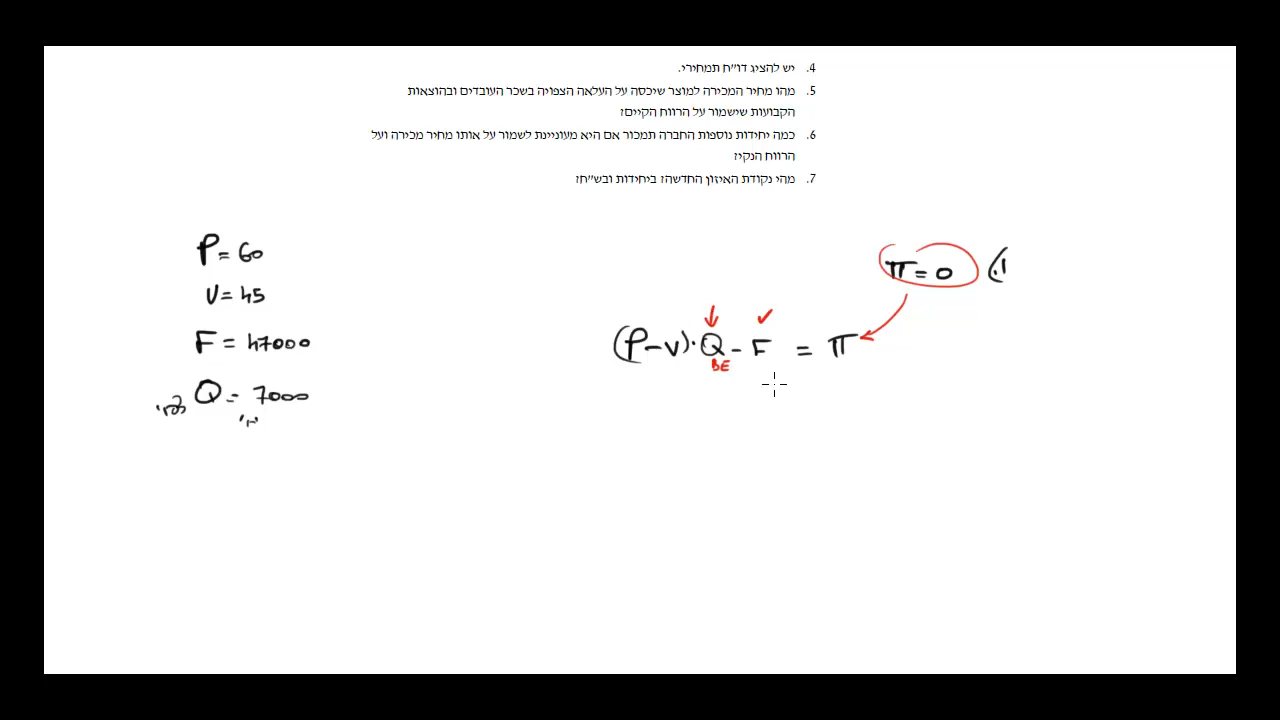 4. יש להציג דו"ח תמחירי.
5. מהו מחיר המכירה למוצר שיכסה על העלאה הצפויה בשכר העובדים ובהוצאות
הקבועות שישמור על הרווח הקיים?
6. כמה יחידות נוספות החברה תמכור אם היא מעוניינת לשמור על אותו מחיר מכירה ועל
הרווח הנקי?
7. מהי נקודת האיזון החדשה? ביחידות ובש"ח?
P = 60
V = 45
F = 47000
Q = 7000
יח'
1) π = 0
(P - V) · Q - F = π
BE